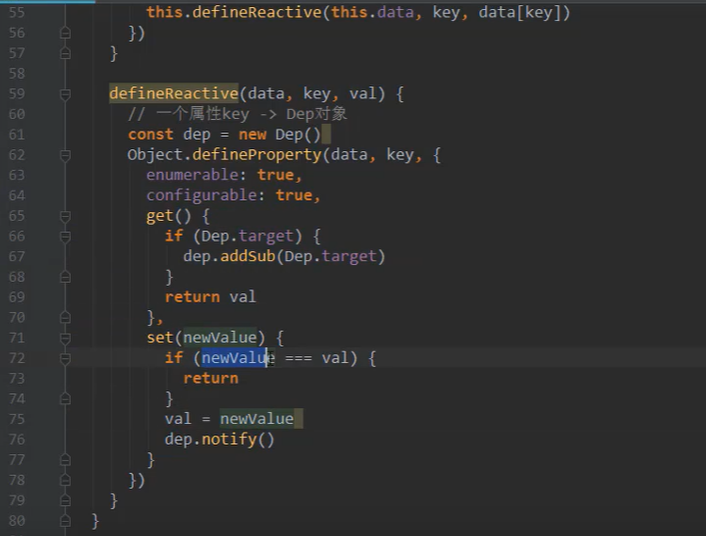 55 this.defineReactive(this.data, key, data[key])
56 })
57 }
58
59 defineReactive(data, key, val) {
60 // 一个属性key -> Dep对象
61 const dep = new Dep()
62 Object.defineProperty(data, key, {
63 enumerable: true,
64 configurable: true,
65 get() {
66 if (Dep.target) {
67 dep.addSub(Dep.target)
68 }
69 return val
70 },
71 set(newValue) {
72 if (newValue === val) {
73 return
74 }
75 val = newValue
76 dep.notify()
77 }
78 })
79 }
80 }